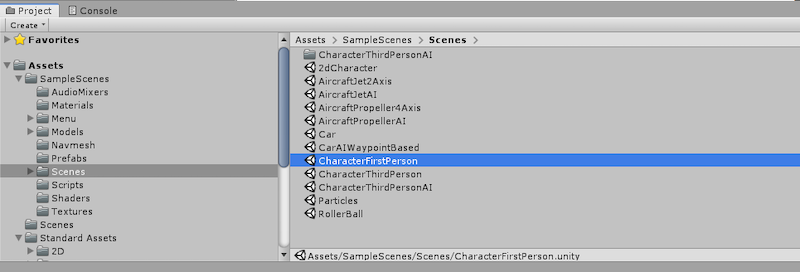 Project
Console
Create
Favorites
Assets
SampleScenes
AudioMixers
Materials
Menu
Models
Navmesh
Prefabs
Scenes
Scripts
Shaders
Textures
Scenes
Standard Assets
2D
Assets > SampleScenes > Scenes >
CharacterThirdPersonAI
2dCharacter
AircraftJet2Axis
AircraftJetAI
AircraftPropeller4Axis
AircraftPropellerAI
Car
CarAIWaypointBased
CharacterFirstPerson
CharacterThirdPerson
CharacterThirdPersonAI
Particles
RollerBall
Assets/SampleScenes/Scenes/CharacterFirstPerson.unity